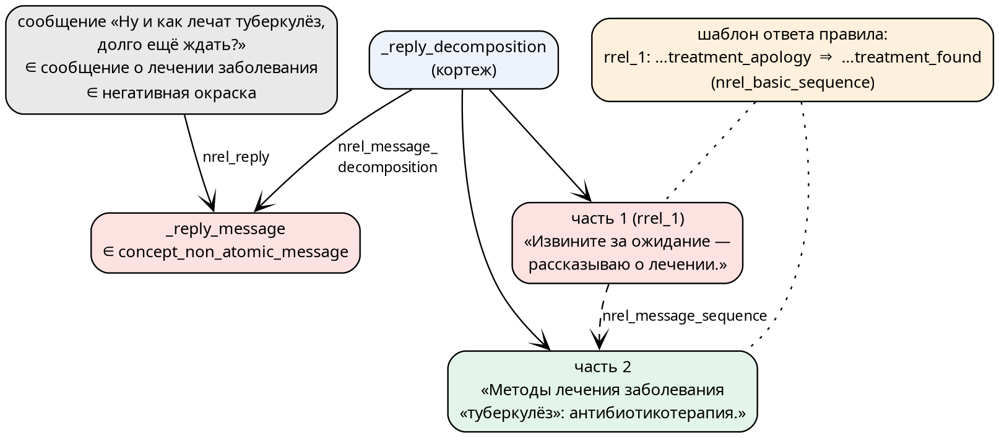 сообщение «Ну и как лечат туберкулёз,
долго ещё ждать?»
∈ сообщение о лечении заболевания
∈ негативная окраска
_reply_decomposition
(кортеж)
шаблон ответа правила:
rrel_1: ...treatment_apology ⇒ ...treatment_found
(nrel_basic_sequence)
nrel_reply
nrel_message_
decomposition
_reply_message
∈ concept_non_atomic_message
часть 1 (rrel_1)
«Извините за ожидание —
рассказываю о лечении.»
nrel_message_sequence
часть 2
«Методы лечения заболевания
«туберкулёз»: антибиотикотерапия.»